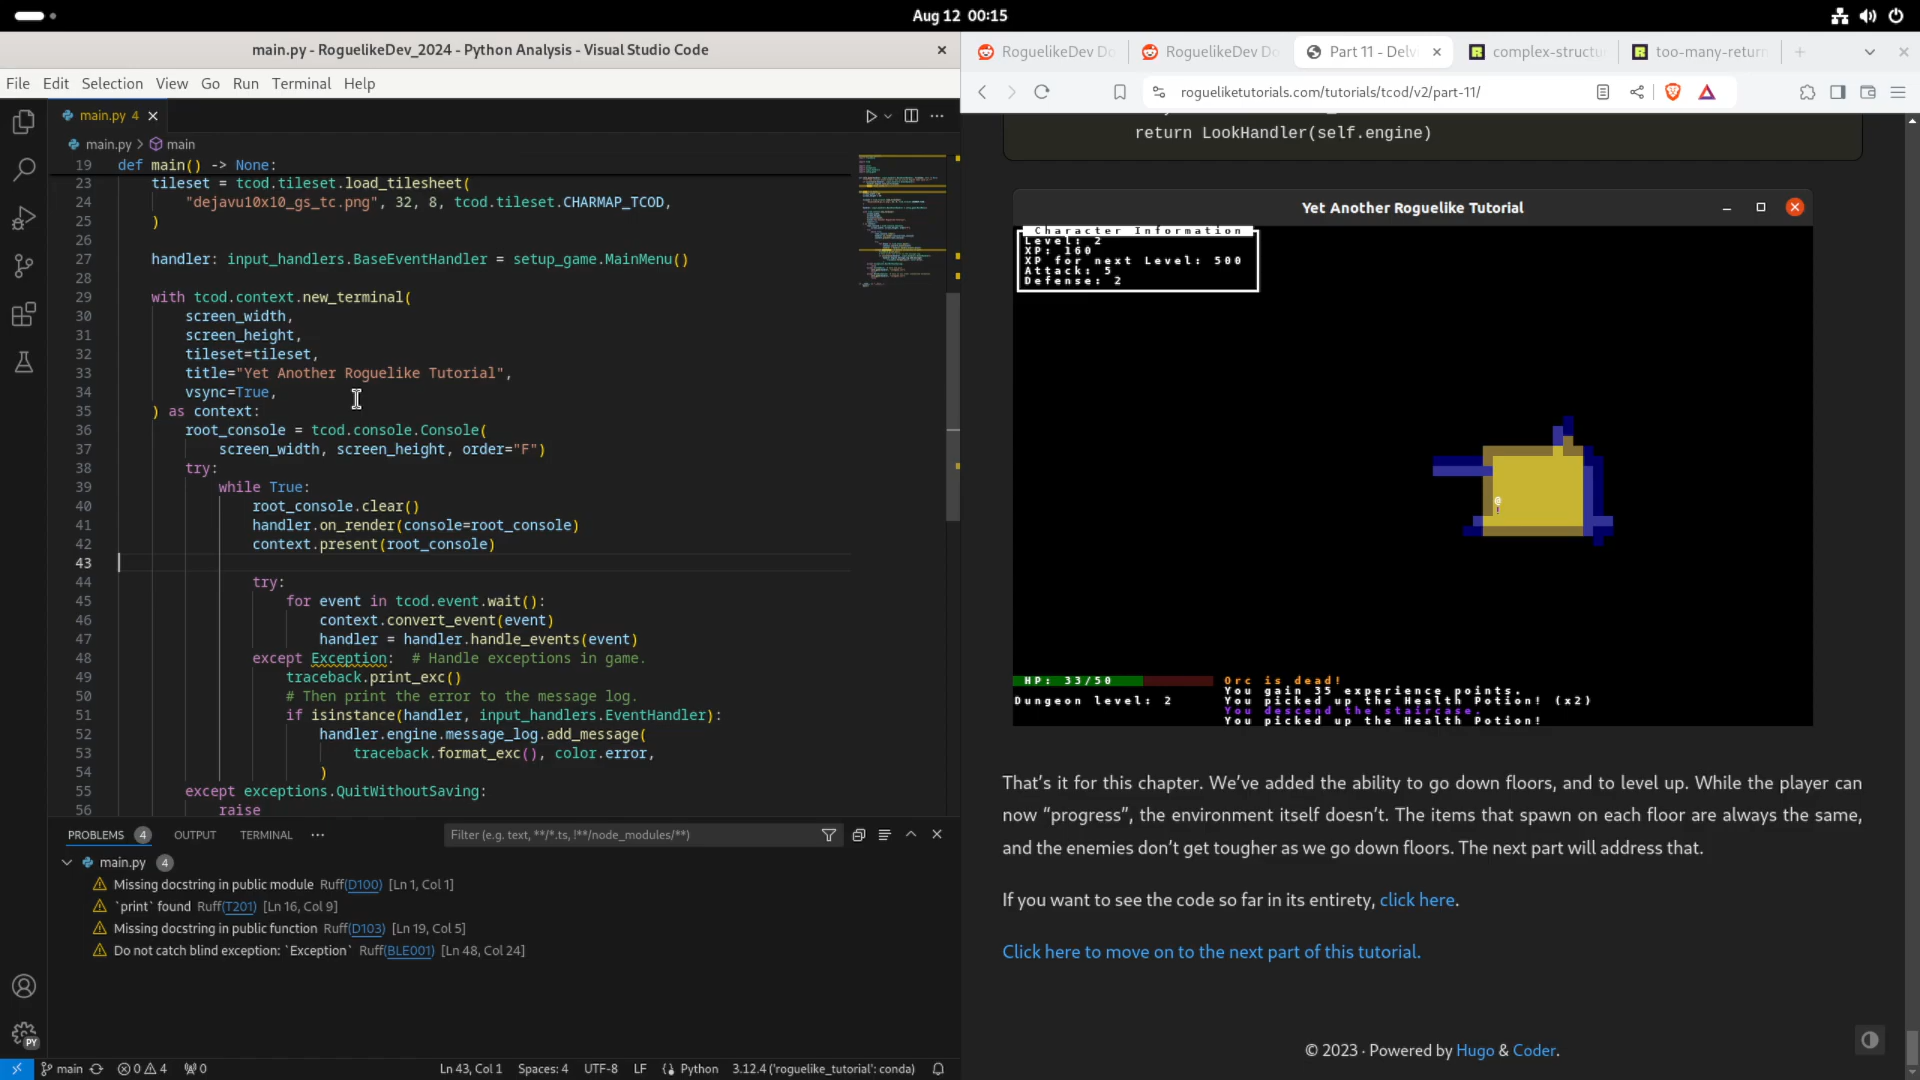 Aug 12 00:15
main.py - RoguelikeDev_2024 - Python Analysis - Visual Studio Code
File Edit Selection View Go Run Terminal Help
main.py 4
main.py > main
19 def main() -> None:
23 tileset = tcod.tileset.load_tilesheet(
24 "dejavu10x10_gs_tc.png", 32, 8, tcod.tileset.CHARMAP_TCOD,
25 )
26
27 handler: input_handlers.BaseEventHandler = setup_game.MainMenu()
28
29 with tcod.context.new_terminal(
30 screen_width,
31 screen_height,
32 tileset=tileset,
33 title="Yet Another Roguelike Tutorial",
34 vsync=True,
35 ) as context:
36 root_console = tcod.console.Console(
37 screen_width, screen_height, order="F")
38 try:
39 while True:
40 root_console.clear()
41 handler.on_render(console=root_console)
42 context.present(root_console)
43
44 try:
45 for event in tcod.event.wait():
46 context.convert_event(event)
47 handler = handler.handle_events(event)
48 except Exception: # Handle exceptions in game.
49 traceback.print_exc()
50 # Then print the error to the message log.
51 if isinstance(handler, input_handlers.EventHandler):
52 handler.engine.message_log.add_message(
53 traceback.format_exc(), color.error,
54 )
55 except exceptions.QuitWithoutSaving:
56 raise
PROBLEMS 4 OUTPUT TERMINAL ···
Filter (e.g. text, **/*.ts, !**/node_modules/**)
main.py 4
Missing docstring in public module Ruff(D100) [Ln 1, Col 1]
`print` found Ruff(T201) [Ln 16, Col 9]
Missing docstring in public function Ruff(D103) [Ln 19, Col 5]
Do not catch blind exception: `Exception` Ruff(BLE001) [Ln 48, Col 24]
PY
main 0 4 0 Ln 43, Col 1 Spaces: 4 UTF-8 LF Python 3.12.4 ('roguelike_tutorial': conda)
RoguelikeDev Do RoguelikeDev Do Part 11 - Delv complex-structu too-many-return
rogueliketutorials.com/tutorials/tcod/v2/part-11/
return LookHandler(self.engine)
Yet Another Roguelike Tutorial
Character Information
Level: 2
XP: 160
XP for next Level: 500
Attack: 5
Defense: 2
@
!
HP: 33/50
Dungeon level: 2
Orc is dead!
You gain 35 experience points.
You picked up the Health Potion! (x2)
You descend the staircase.
You picked up the Health Potion!
That’s it for this chapter. We’ve added the ability to go down floors, and to level up. While the player can
now “progress”, the environment itself doesn’t. The items that spawn on each floor are always the same,
and the enemies don’t get tougher as we go down floors. The next part will address that.
If you want to see the code so far in its entirety, click here.
Click here to move on to the next part of this tutorial.
© 2023 · Powered by Hugo & Coder.